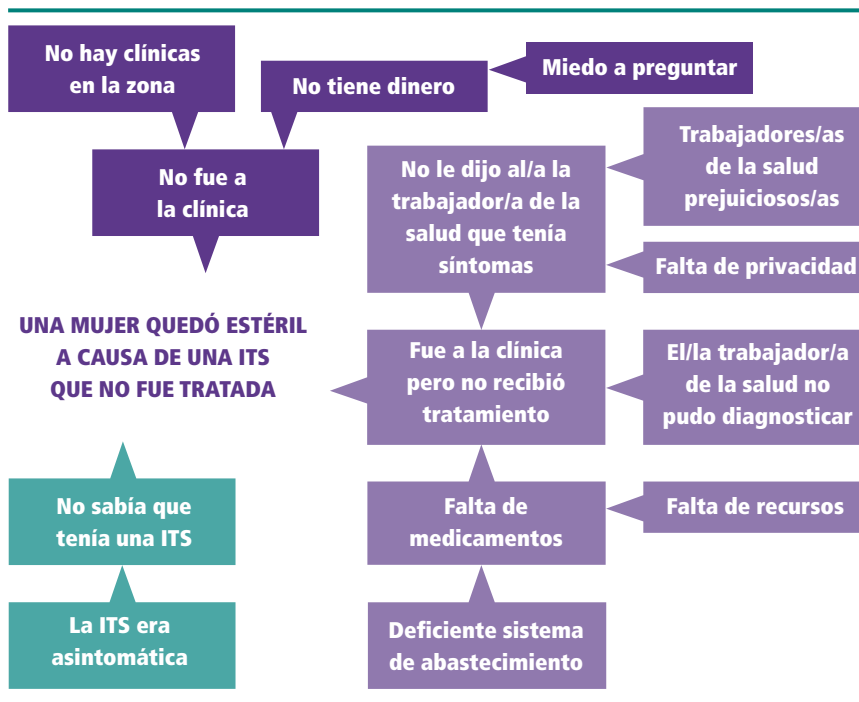 No hay clínicas
en la zona
No tiene dinero
Miedo a preguntar
No fue a
la clínica
No le dijo al/a la
trabajador/a de la
salud que tenía
síntomas
Trabajadores/as
de la salud
prejuiciosos/as
Falta de privacidad
UNA MUJER QUEDÓ ESTÉRIL
A CAUSA DE UNA ITS
QUE NO FUE TRATADA
Fue a la clínica
pero no recibió
tratamiento
El/la trabajador/a
de la salud no
pudo diagnosticar
No sabía que
tenía una ITS
Falta de
medicamentos
Falta de recursos
La ITS era
asintomática
Deficiente sistema
de abastecimiento